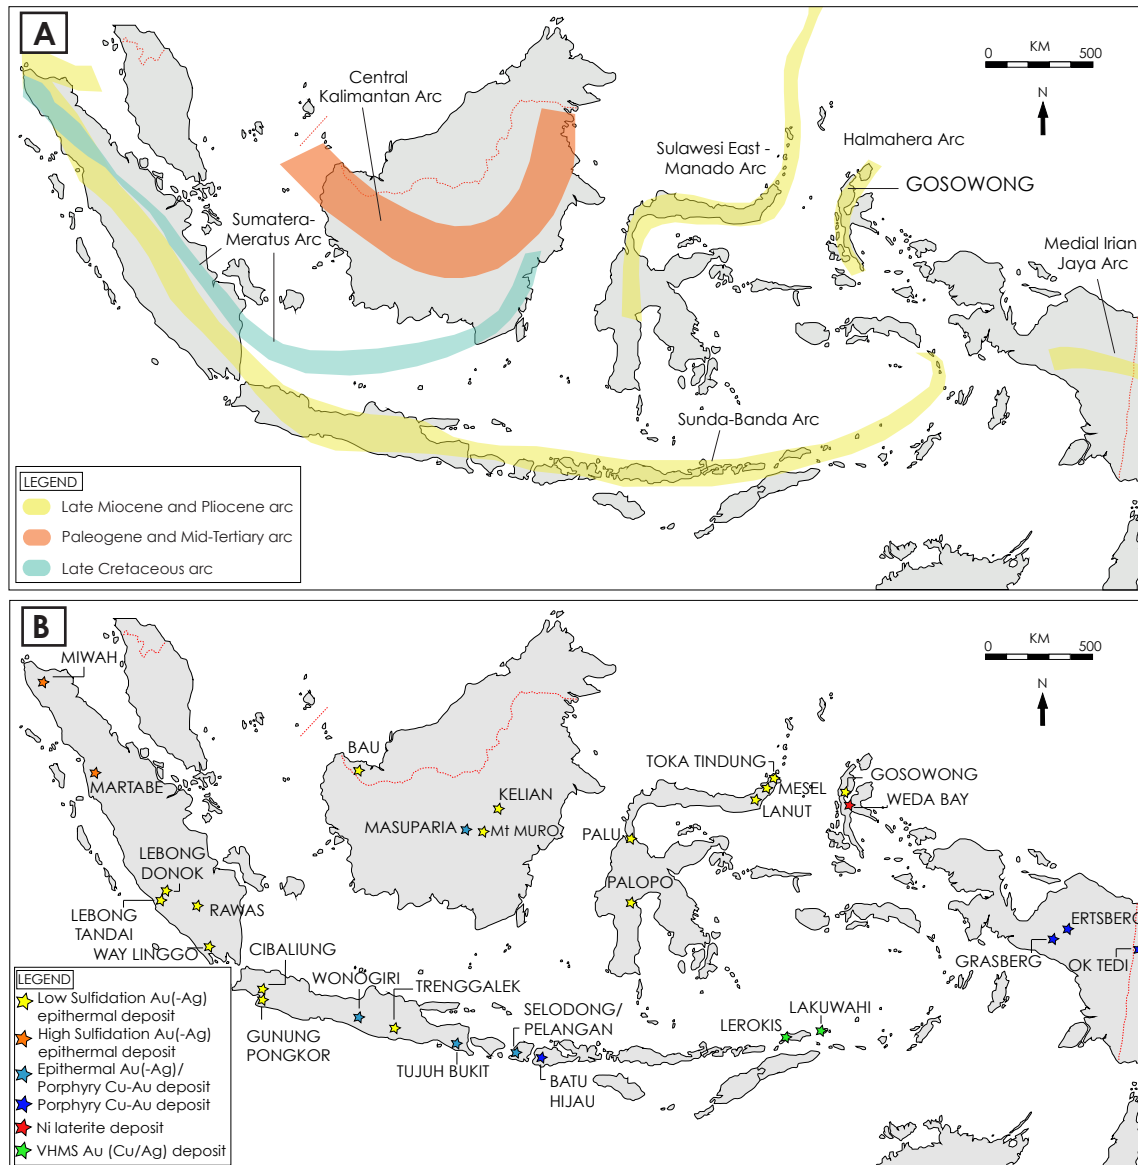 A
KM
0
500
N
Central
Kalimantan Arc
Sulawesi East -
Manado Arc
Halmahera Arc
GOSOWONG
Sumatera-
Meratus Arc
Medial Irian
Jaya Arc
Sunda-Banda Arc
LEGEND
Late Miocene and Pliocene arc
Paleogene and Mid-Tertiary arc
Late Cretaceous arc
B
KM
0
500
N
MIWAH
MARTABE
BAU
KELIAN
MASUPARIA
Mt MURO
TOKA TINDUNG
MESEL
LANUT
GOSOWONG
WEDA BAY
PALU
PALOPO
LEBONG
DONOK
RAWAS
LEBONG
TANDAI
WAY LINGGO
CIBALIUNG
WONOGIRI
TRENGGALEK
GUNUNG
PONGKOR
TUJUH BUKIT
SELODONG/
PELANGAN
BATU
HIJAU
LEROKIS
LAKUWAHI
ERTSBERG
GRASBERG
OK TEDI
LEGEND
Low Sulfidation Au(-Ag)
epithermal deposit
High Sulfidation Au(-Ag)
epithermal deposit
Epithermal Au(-Ag)/
Porphyry Cu-Au deposit
Porphyry Cu-Au deposit
Ni laterite deposit
VHMS Au (Cu/Ag) deposit